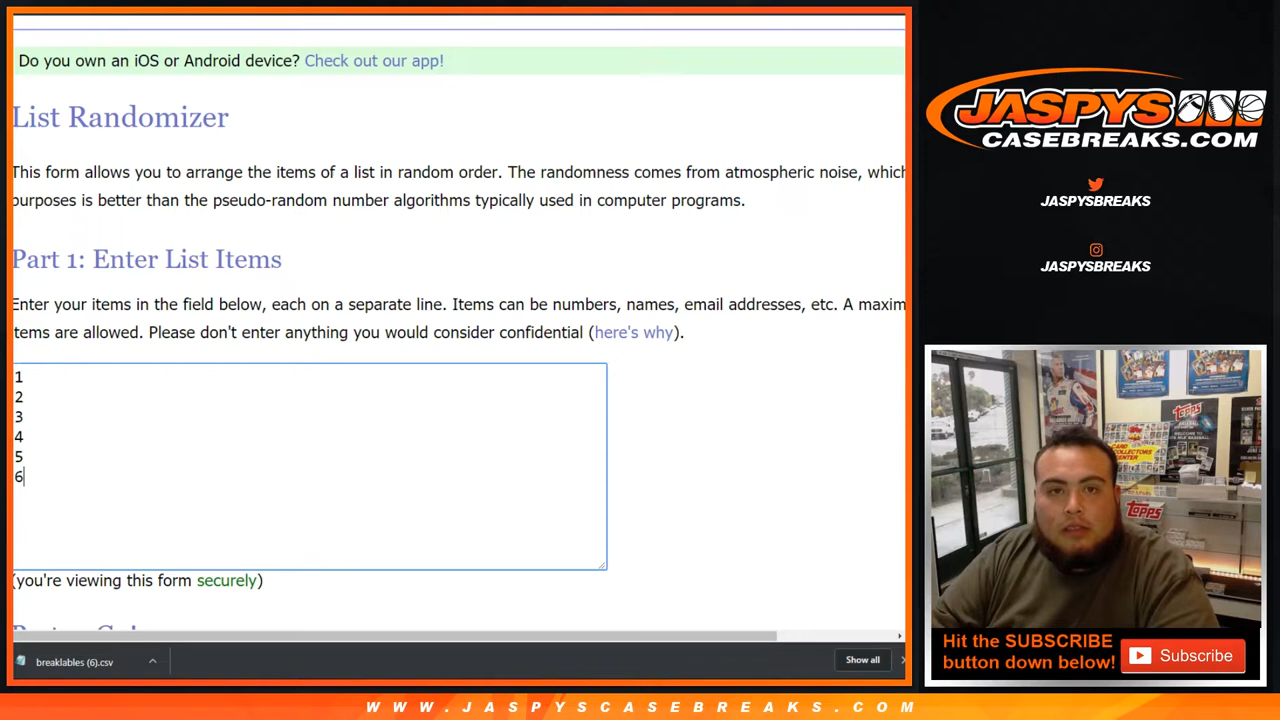 Do you own an iOS or Android device? Check out our app!
List Randomizer
This form allows you to arrange the items of a list in random order. The randomness comes from atmospheric noise, which
purposes is better than the pseudo-random number algorithms typically used in computer programs.
Part 1: Enter List Items
Enter your items in the field below, each on a separate line. Items can be numbers, names, email addresses, etc. A maxim
items are allowed. Please don't enter anything you would consider confidential (here's why).
1
2
3
4
5
6
(you're viewing this form securely)
breaklables (6).csv
Show all
JASPYS
CASEBREAKS.COM
JASPYSBREAKS
JASPYSBREAKS
TOPPS
CARD
COLLECTORS
CENTER
Topps
Hit the SUBSCRIBE
button down below!
Subscribe
WWW.JASPYSCASEBREAKS.COM